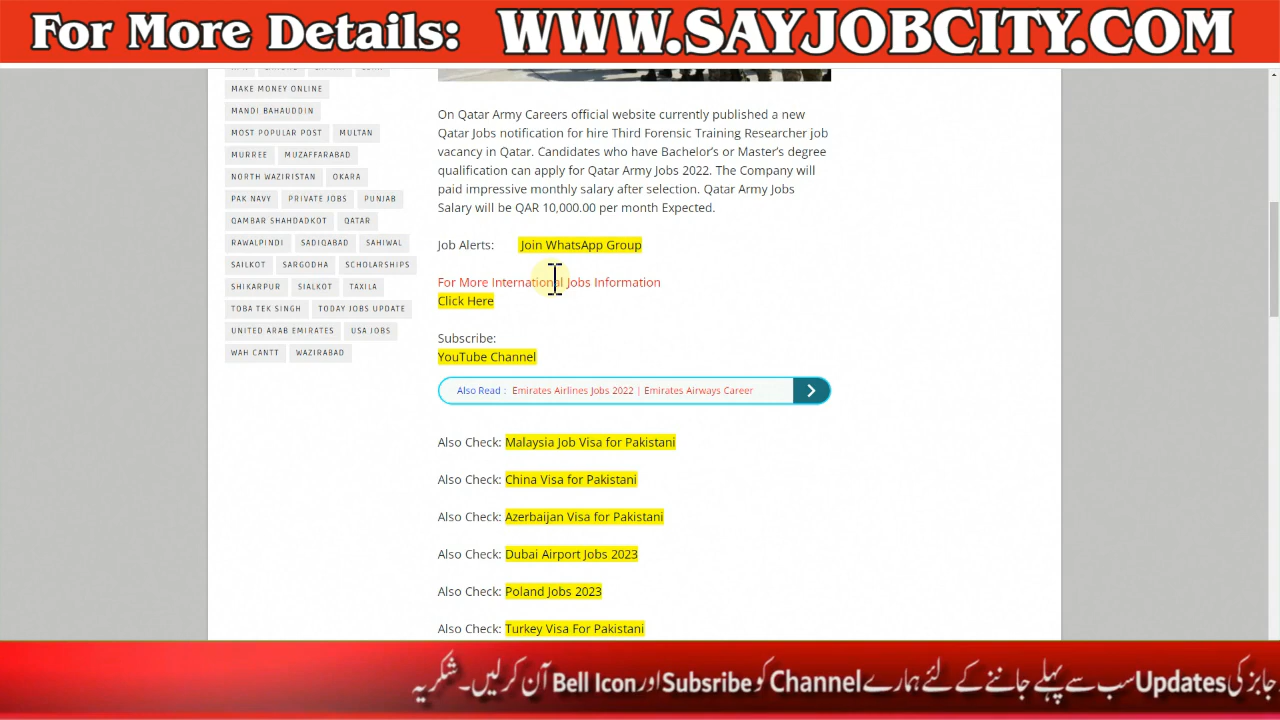 For More Details: WWW.SAYJOBCITY.COM
MAKE MONEY ONLINE
MANDI BAHAUDDIN
MOST POPULAR POST MULTAN
MURREE MUZAFFARABAD
NORTH WAZIRISTAN OKARA
PAK NAVY PRIVATE JOBS PUNJAB
QAMBAR SHAHDADKOT QATAR
RAWALPINDI SADIQABAD SAHIWAL
SAILKOT SARGODHA SCHOLARSHIPS
SHIKARPUR SIALKOT TAXILA
TOBA TEK SINGH TODAY JOBS UPDATE
UNITED ARAB EMIRATES USA JOBS
WAH CANTT WAZIRABAD
On Qatar Army Careers official website currently published a new
Qatar Jobs notification for hire Third Forensic Training Researcher job
vacancy in Qatar. Candidates who have Bachelor's or Master's degree
qualification can apply for Qatar Army Jobs 2022. The Company will
paid impressive monthly salary after selection. Qatar Army Jobs
Salary will be QAR 10,000.00 per month Expected.
Job Alerts: Join WhatsApp Group
For More International Jobs Information
Click Here
Subscribe:
YouTube Channel
Also Read : Emirates Airlines Jobs 2022 | Emirates Airways Career
Also Check: Malaysia Job Visa for Pakistani
Also Check: China Visa for Pakistani
Also Check: Azerbaijan Visa for Pakistani
Also Check: Dubai Airport Jobs 2023
Also Check: Poland Jobs 2023
Also Check: Turkey Visa For Pakistani
جابز کی Updates سب سے پہلے جاننے کے لئے ہمارے Channel کو Subsribe اور Bell Icon آن کرلیں۔ شکریہ